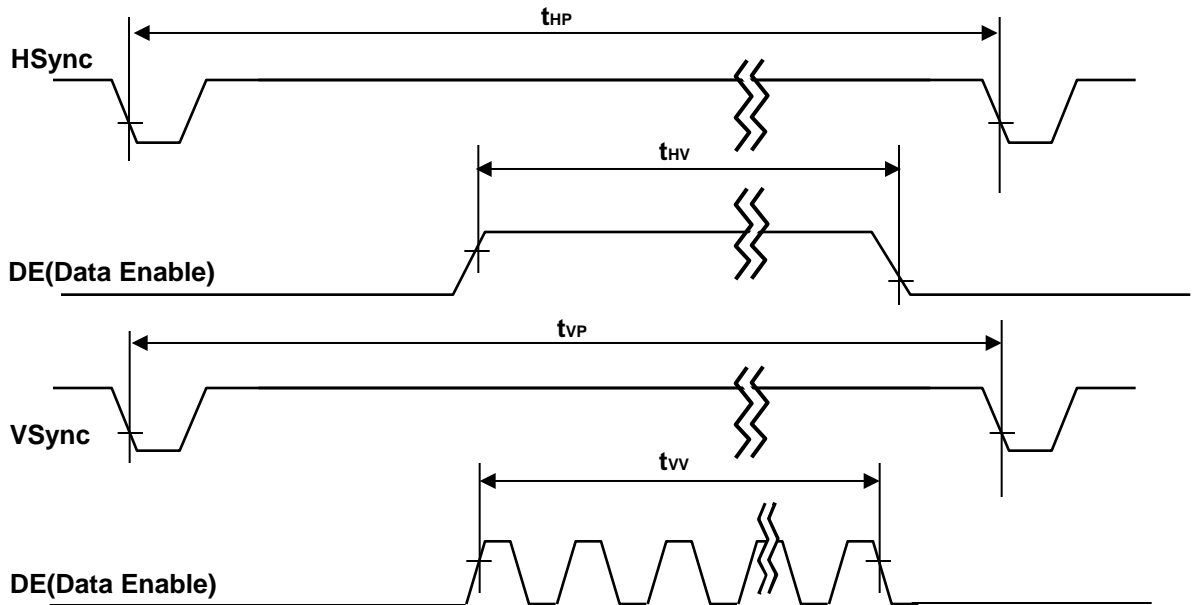 tHP
HSync
tHV
DE(Data Enable)
tVP
VSync
tVV
DE(Data Enable)